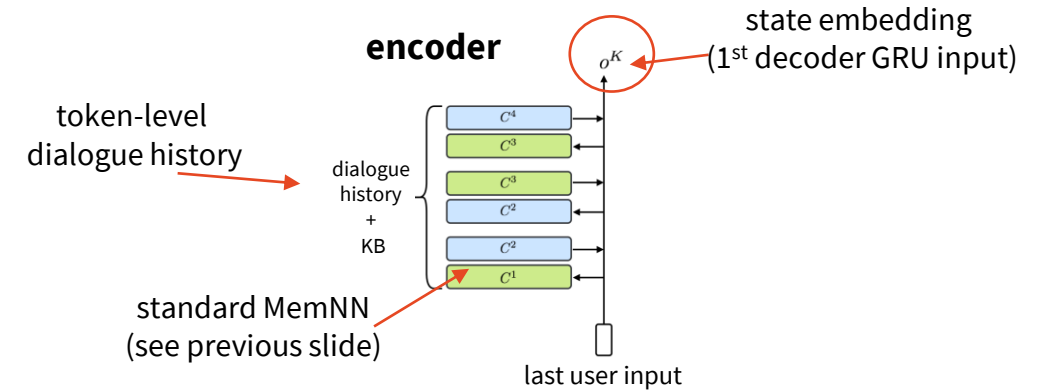 state embedding
(1st decoder GRU input)
encoder
o^K
token-level
dialogue history
C^4
C^3
dialogue
history
+
KB
C^3
C^2
C^2
C^1
standard MemNN
(see previous slide)
last user input